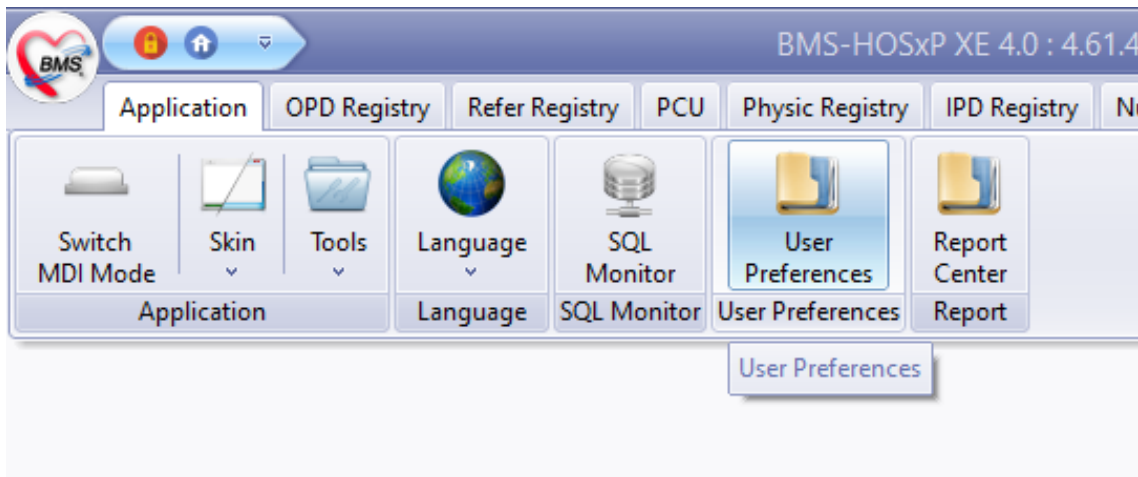 BMS
BMS-HOSxP XE 4.0 : 4.61.4
Application OPD Registry Refer Registry PCU Physic Registry IPD Registry
Switch MDI Mode
Skin
Tools
Language
SQL Monitor
User Preferences
Report Center
Application Language SQL Monitor User Preferences Report
User Preferences